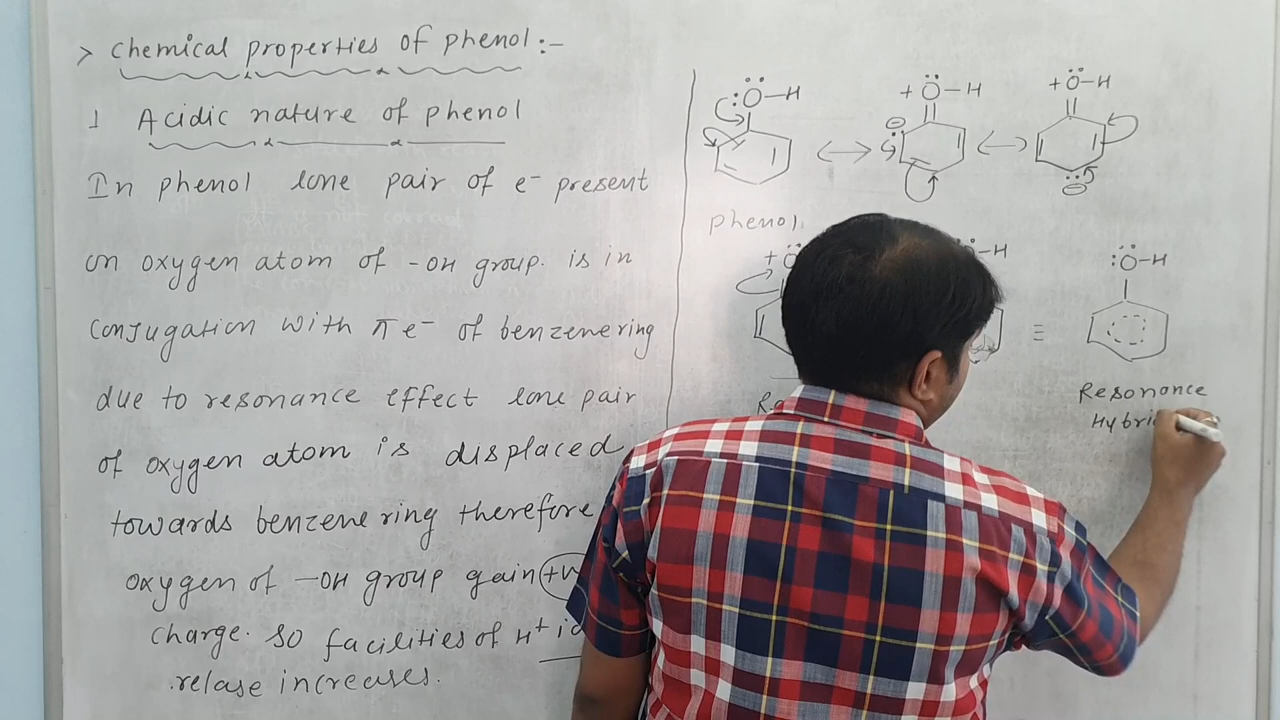 > Chemical properties of phenol :-
1 Acidic nature of phenol
In phenol lone pair of e⁻ present
on oxygen atom of -OH group. is in
conjugation with π e⁻ of benzene ring
due to resonance effect lone pair
of oxygen atom is displaced
towards benzene ring therefore
oxygen of -OH group gain
charge. So facilities of H⁺
relase increases.
:Ö-H
+ Ö-H
+ Ö-H
phenol.
+
-H
≡
:Ö-H
Resonance